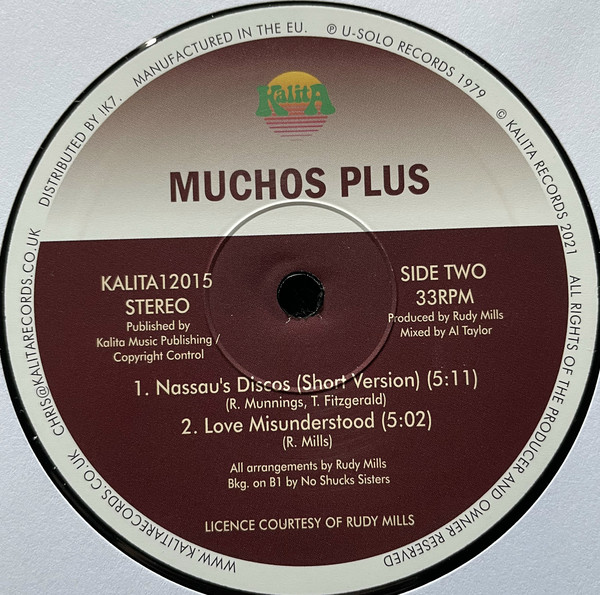 CHRIS@KALITARECORDS.CO.UK DISTRIBUTED BY !K7. MANUFACTURED IN THE EU. ℗ U-SOLO RECORDS 1979 © KALITA RECORDS 2021 ALL RIGHTS OF THE PRODUCER AND OWNER RESERVED
WWW.KALITARECORDS.CO.UK
KalitA
MUCHOS PLUS
KALITA12015
STEREO
Published by
Kalita Music Publishing /
Copyright Control
SIDE TWO
33RPM
Produced by Rudy Mills
Mixed by Al Taylor
1. Nassau's Discos (Short Version) (5:11)
(R. Munnings, T. Fitzgerald)
2. Love Misunderstood (5:02)
(R. Mills)
All arrangements by Rudy Mills
Bkg. on B1 by No Shucks Sisters
LICENCE COURTESY OF RUDY MILLS